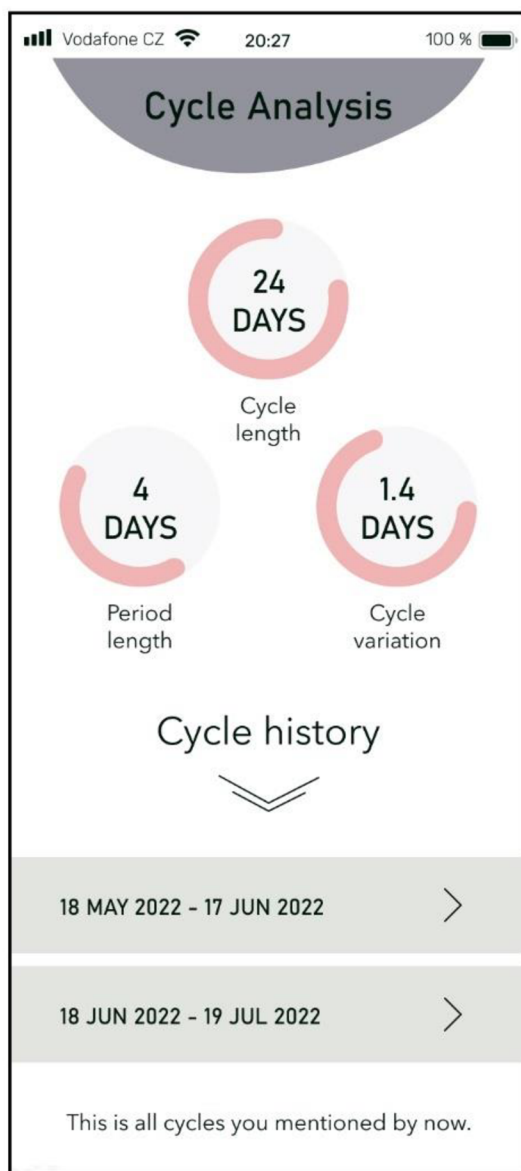 Vodafone CZ 20:27 100 %
Cycle Analysis
24
DAYS
Cycle
length
4
DAYS
Period
length
1.4
DAYS
Cycle
variation
Cycle history
18 MAY 2022 - 17 JUN 2022
18 JUN 2022 - 19 JUL 2022
This is all cycles you mentioned by now.